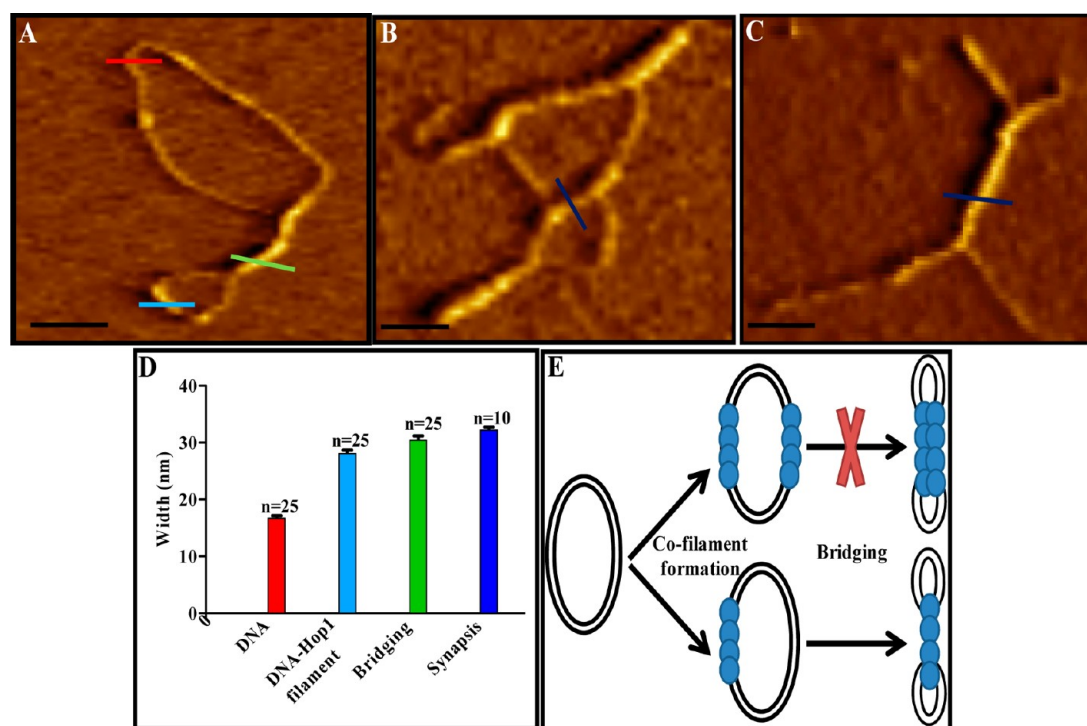 A
B
C
D
Width (nm)
40
30
20
10
0
n=25
n=25
n=25
n=10
DNA
DNA-Hop1
filament
Bridging
Synapsis
E
Co-filament
formation
Bridging